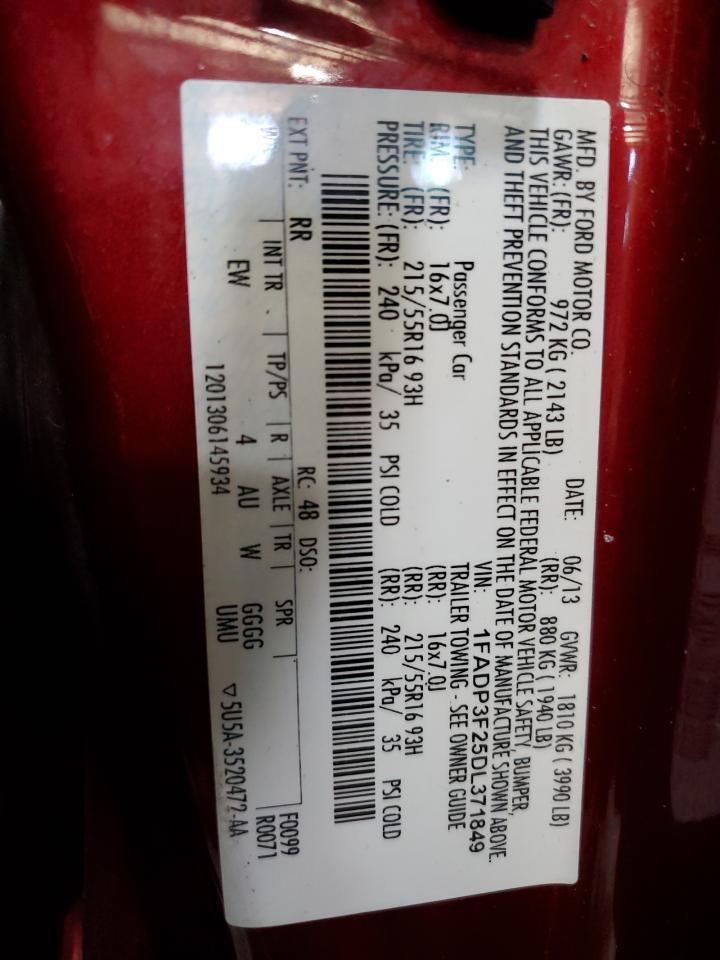 MFD. BY FORD MOTOR CO.
DATE: 06/13 GVWR: 1810 KG ( 3990 LB)
GAWR: (FR): 972 KG ( 2143 LB) (RR): 880 KG ( 1940 LB)
THIS VEHICLE CONFORMS TO ALL APPLICABLE FEDERAL MOTOR VEHICLE SAFETY, BUMPER,
AND THEFT PREVENTION STANDARDS IN EFFECT ON THE DATE OF MANUFACTURE SHOWN ABOVE.
VIN: 1FADP3F25DL371849
TYPE: Passenger Car TRAILER TOWING - SEE OWNER GUIDE
RIM: (FR): 16x7.0J (RR): 16x7.0J
TIRE: (FR): 215/55R16 93H (RR): 215/55R16 93H
PRESSURE: (FR): 240 kPa/ 35 PSI COLD (RR): 240 kPa/ 35 PSI COLD
EXT PNT: RR RC: 48 DSO: F0099
INT TR TP/PS R AXLE TR SPR R0071
EW 4 AU W GGGG
UMU
1201306145934 ▽5U5A-3520472-AA